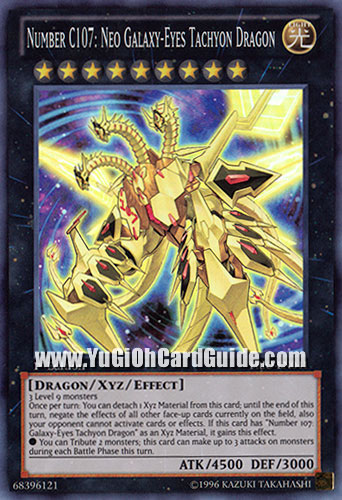 NUMBER C107: NEO GALAXY-EYES TACHYON DRAGON
LIGHT
光
www.YuGiOhCardGuide.com
[DRAGON/XYZ/EFFECT]
3 Level 9 monsters
Once per turn: You can detach 1 Xyz Material from this card; until the end of this
turn, negate the effects of all other face-up cards currently on the field, also
your opponent cannot activate cards or effects. If this card has "Number 107:
Galaxy-Eyes Tachyon Dragon" as an Xyz Material, it gains this effect.
● You can Tribute 2 monsters; this card can make up to 3 attacks on monsters
during each Battle Phase this turn.
ATK/4500 DEF/3000
68396121
©1996 KAZUKI TAKAHASHI